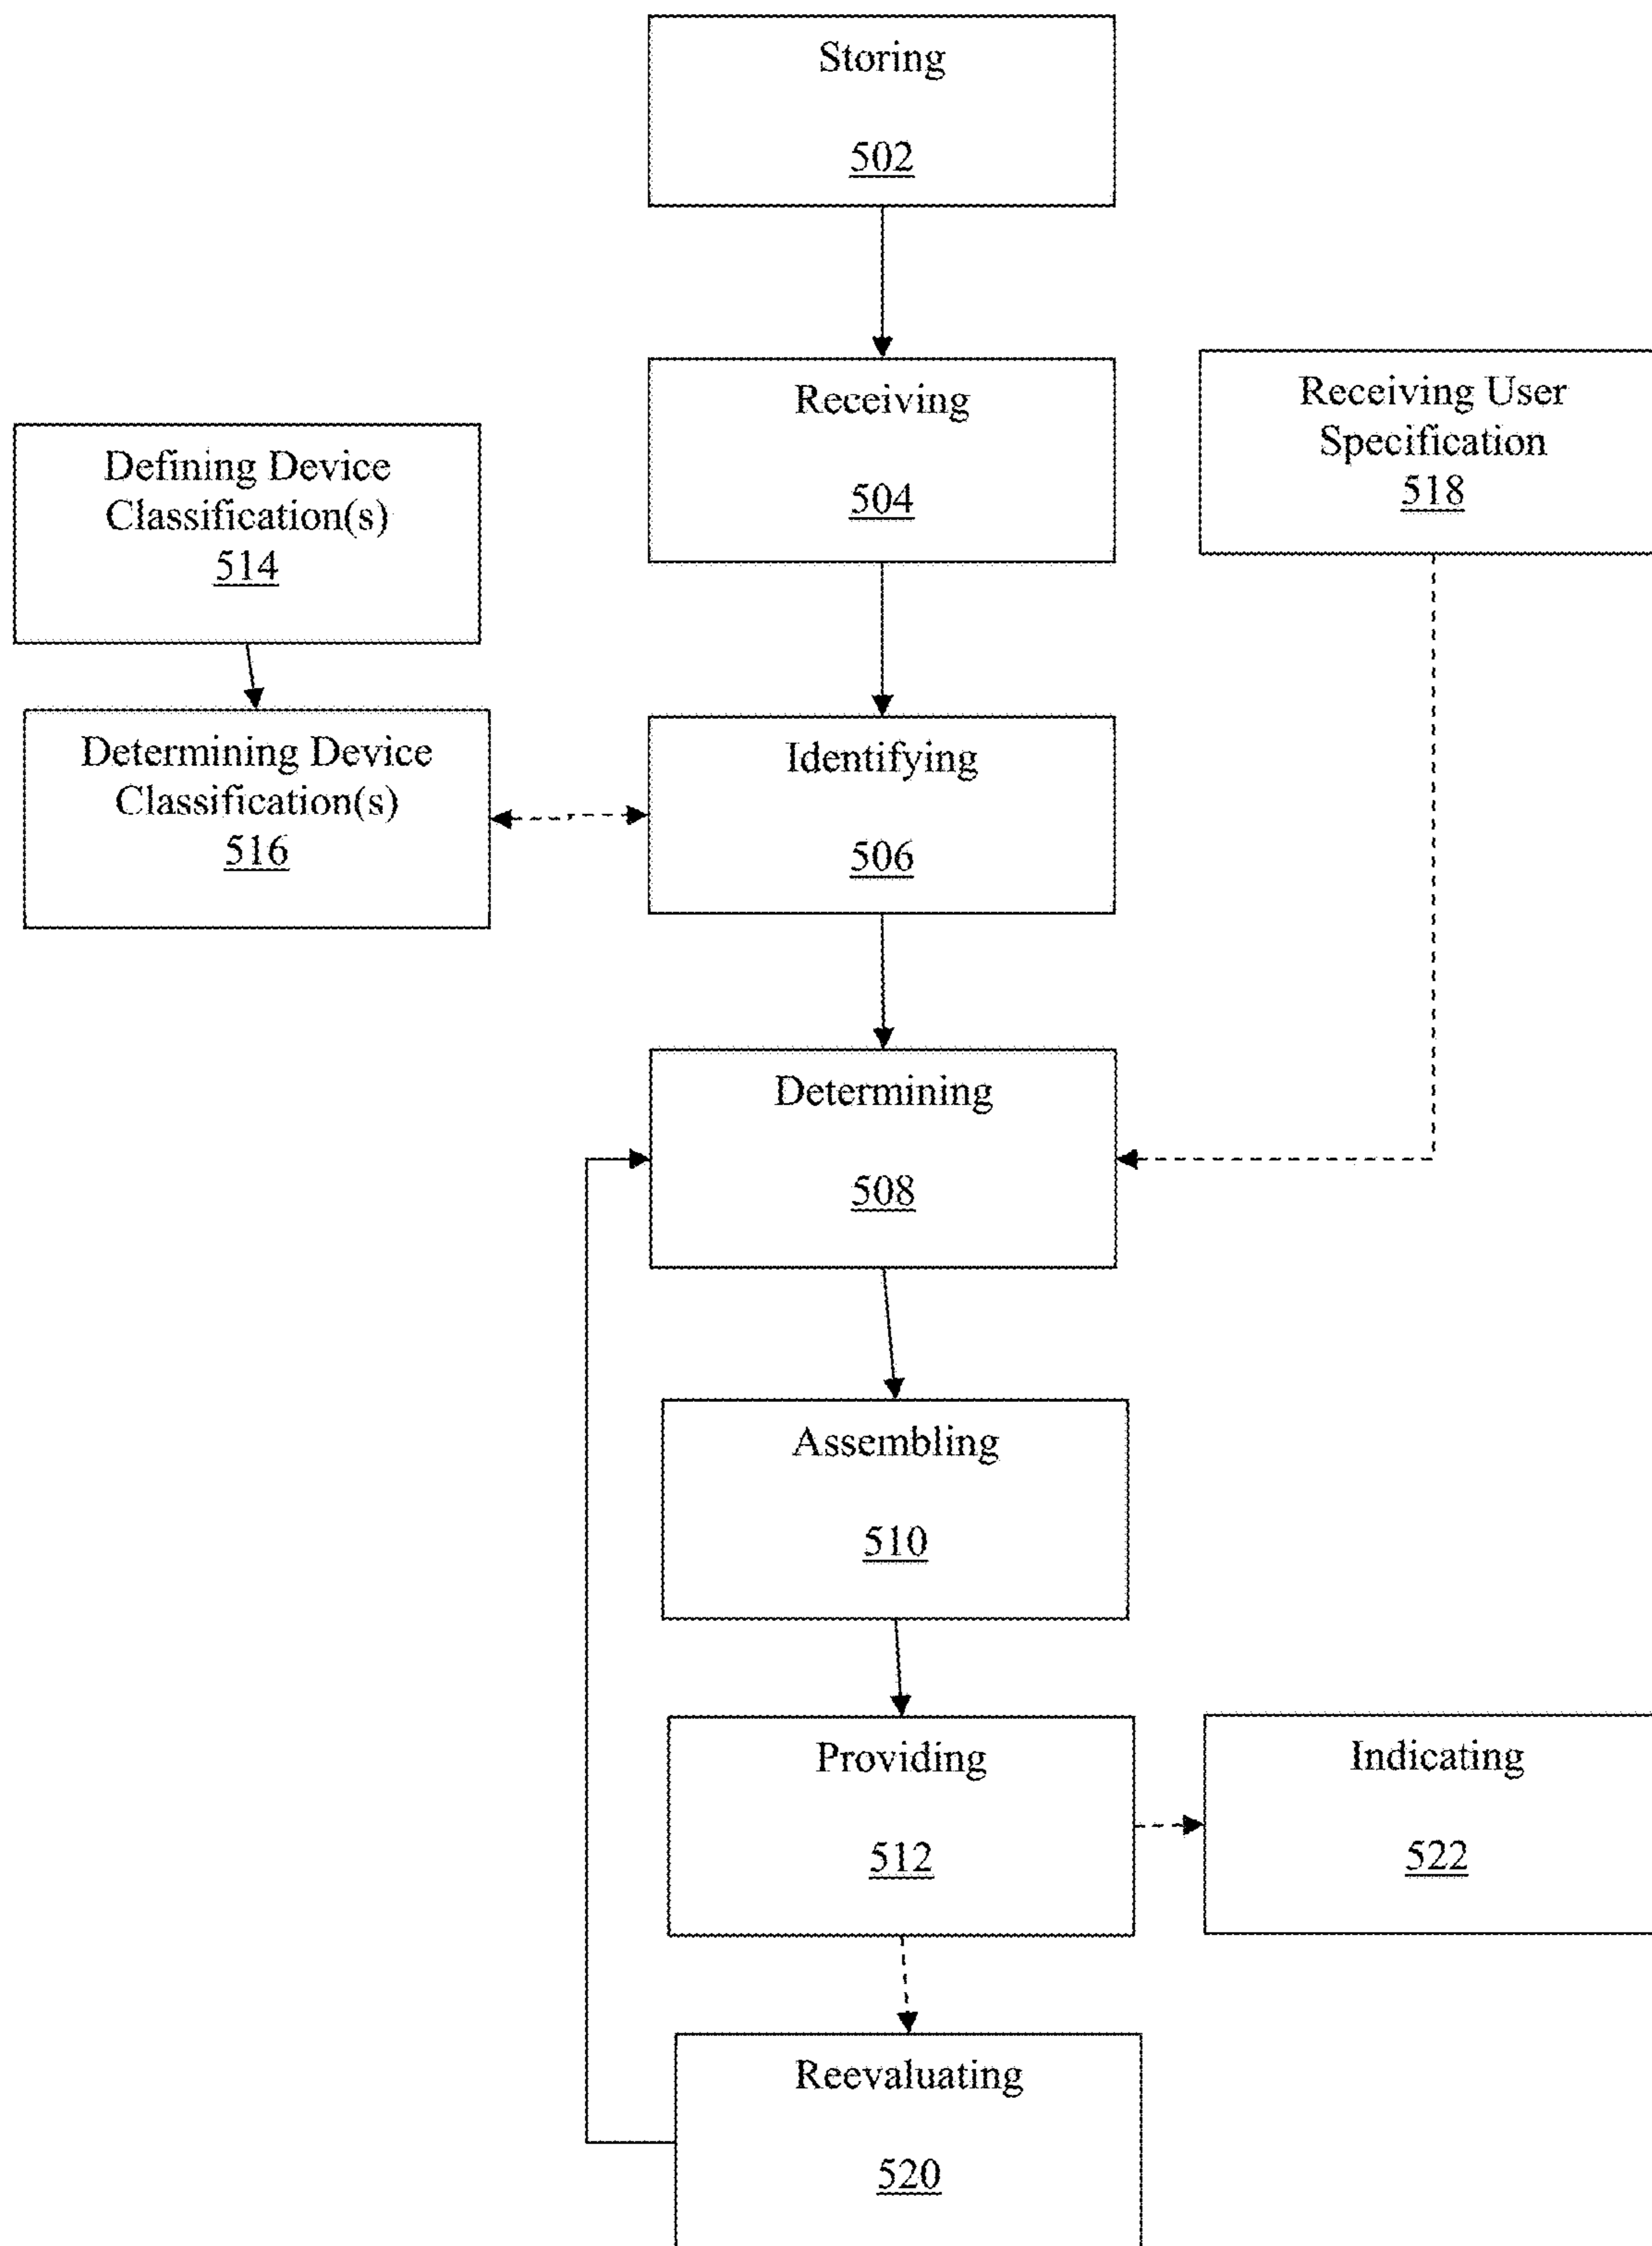 Storing
502
Receiving
504
Receiving User
Specification
518
Defining Device
Classification(s)
514
Determining Device
Classification(s)
516
Identifying
506
Determining
508
Assembling
510
Providing
512
Indicating
522
Reevaluating
520